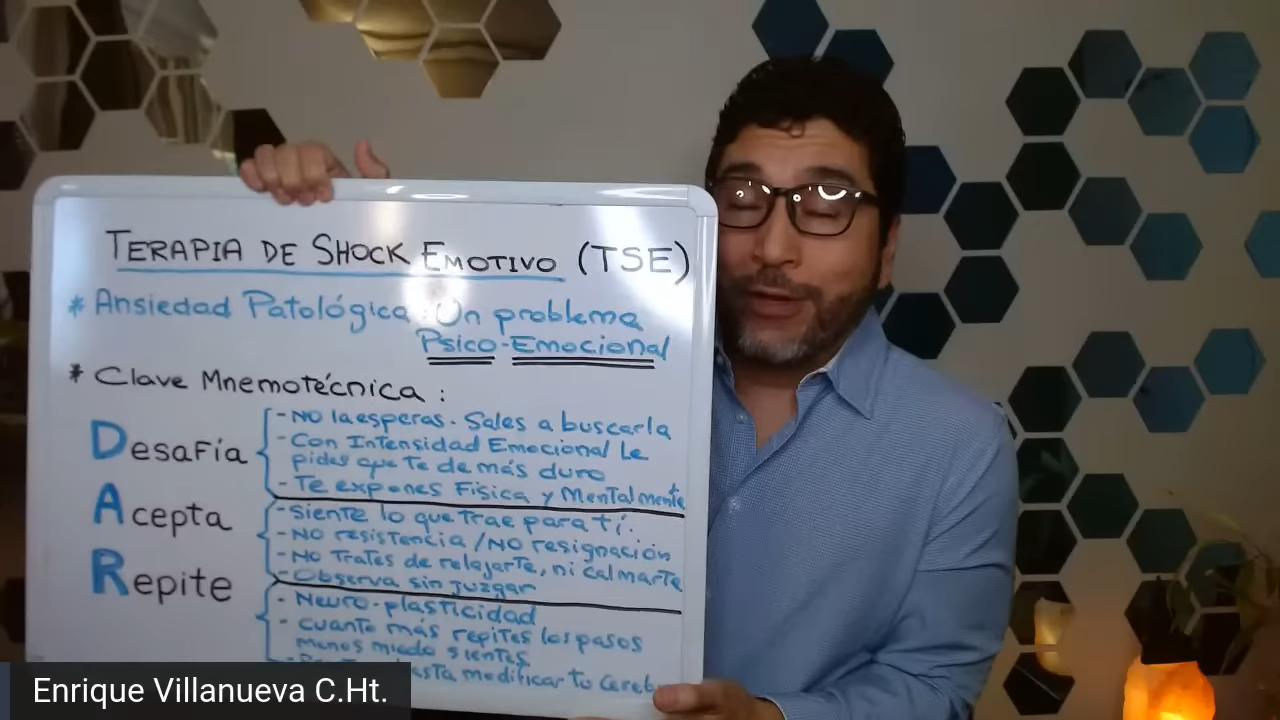 TERAPIA DE SHOCK EMOTIVO (TSE)
* Ansiedad Patológica: Un problema
Psico-Emocional
* Clave Mnemotécnica:
Desafía
- NO la esperas. Sales a buscarla
- Con Intensidad Emocional Le
pides que Te de más duro
- Te expones Física y Mentalmente
Acepta
- Siente lo que trae para tí.
- NO resistencia / NO resignación
- NO Trates de relajarte, ni calmarte
- Observa sin juzgar
Repite
- Neuro-plasticidad
- cuanto más repites los pasos
menos miedo sientes
modificar tu
Enrique Villanueva C.Ht.